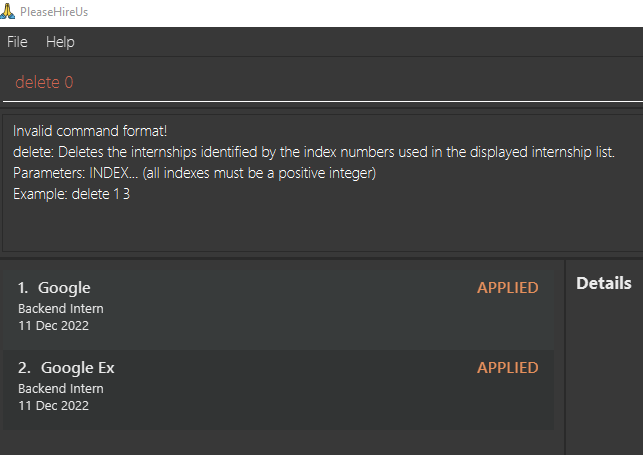 PleaseHireUs
File Help
delete 0
Invalid command format!
delete: Deletes the internships identified by the index numbers used in the displayed internship list.
Parameters: INDEX... (all indexes must be a positive integer)
Example: delete 1 3
1. Google APPLIED
Backend Intern
11 Dec 2022
2. Google Ex APPLIED
Backend Intern
11 Dec 2022
Details